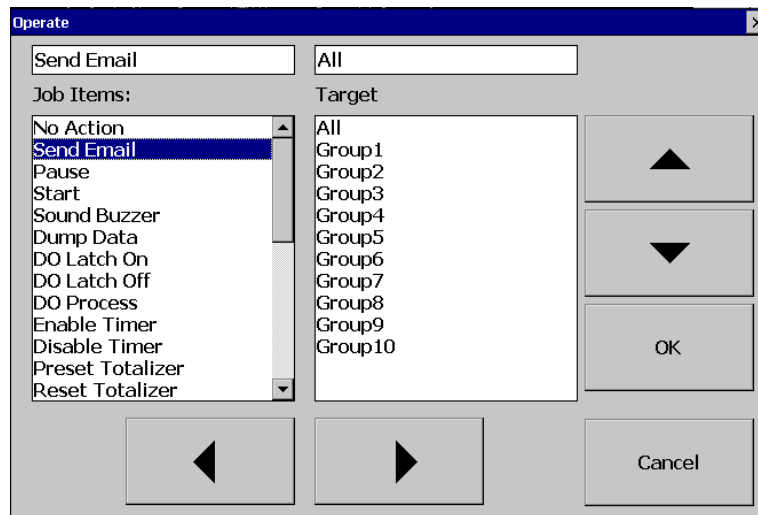 Operate
Send Email
All
Job Items:
Target
No Action
Send Email
Pause
Start
Sound Buzzer
Dump Data
DO Latch On
DO Latch Off
DO Process
Enable Timer
Disable Timer
Preset Totalizer
Reset Totalizer
All
Group1
Group2
Group3
Group4
Group5
Group6
Group7
Group8
Group9
Group10
OK
Cancel